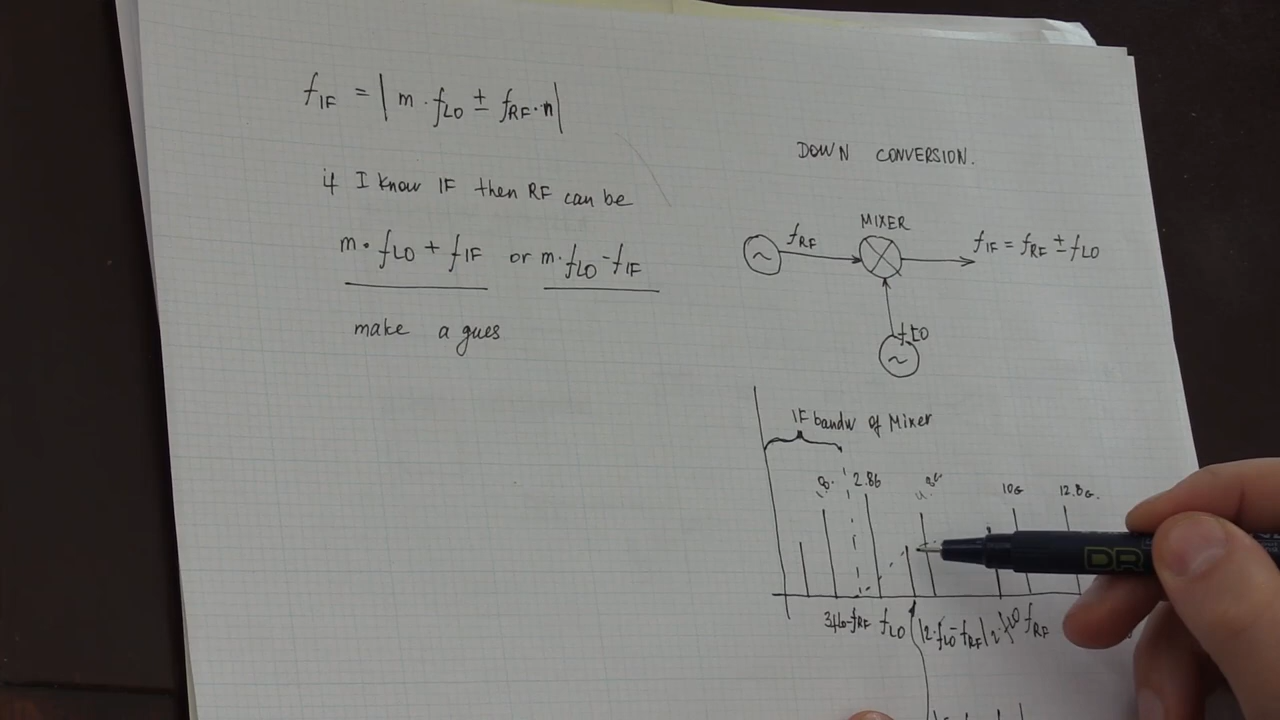 f_IF = | m · f_LO ± f_RF · n |
if I know IF then RF can be
m · f_LO + f_IF or m · f_LO - f_IF
make a gues
DOWN CONVERSION.
MIXER
f_RF
f_IF = f_RF ± f_LO
f_LO
IF bandw of Mixer
2.8G
10G 12.8G.
3f_LO-f_RF f_LO |2·f_LO-f_RF| 2·f_LO f_RF
DR